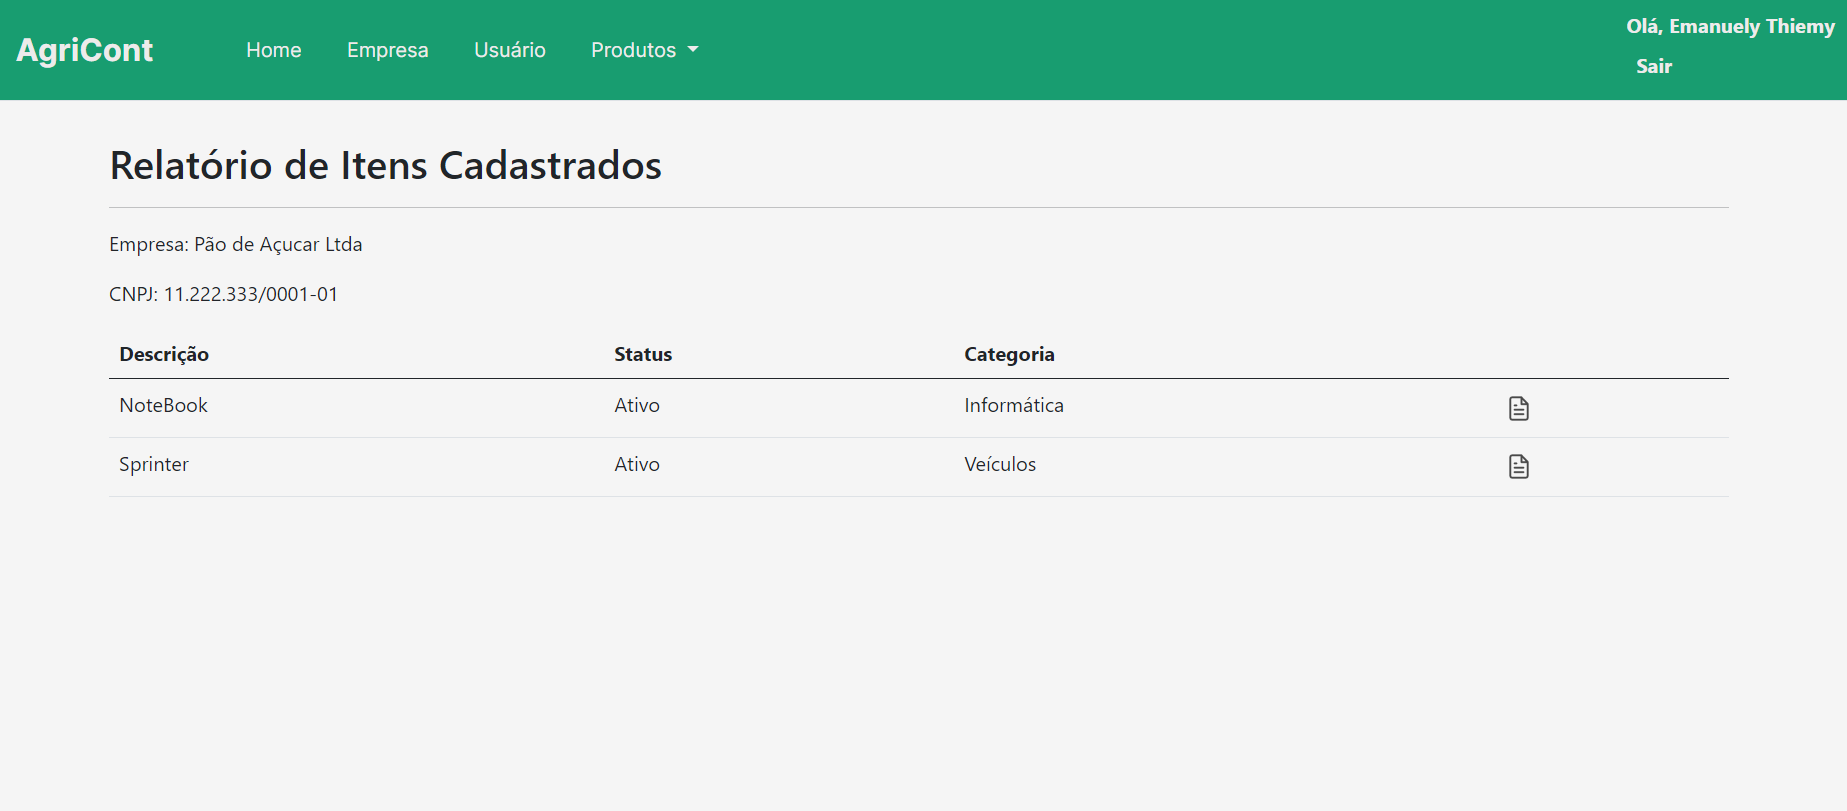 AgriCont Home Empresa Usuário Produtos
Olá, Emanuely Thiemy
Sair
Relatório de Itens Cadastrados
Empresa: Pão de Açucar Ltda
CNPJ: 11.222.333/0001-01
Descrição Status Categoria
NoteBook Ativo Informática
Sprinter Ativo Veículos